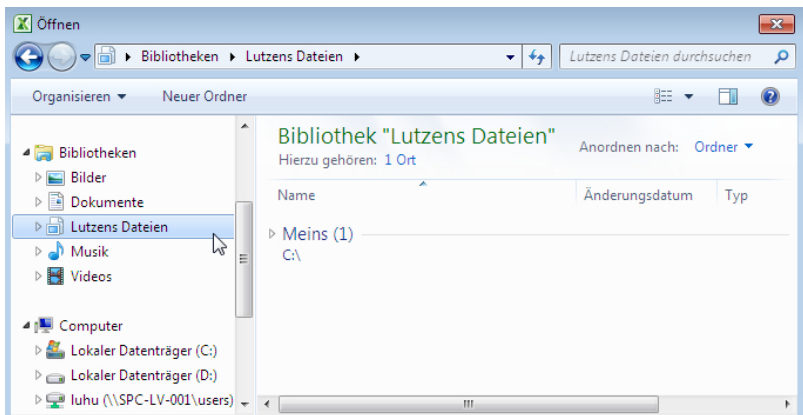 Öffnen
Bibliotheken Lutzens Dateien
Lutzens Dateien durchsuchen
Organisieren Neuer Ordner
Bibliotheken
Bilder
Dokumente
Lutzens Dateien
Musik
Videos
Computer
Lokaler Datenträger (C:)
Lokaler Datenträger (D:)
luhu (\\SPC-LV-001\users)
Bibliothek "Lutzens Dateien"
Hierzu gehören: 1 Ort
Anordnen nach: Ordner
Name Änderungsdatum Typ
Meins (1)
C:\